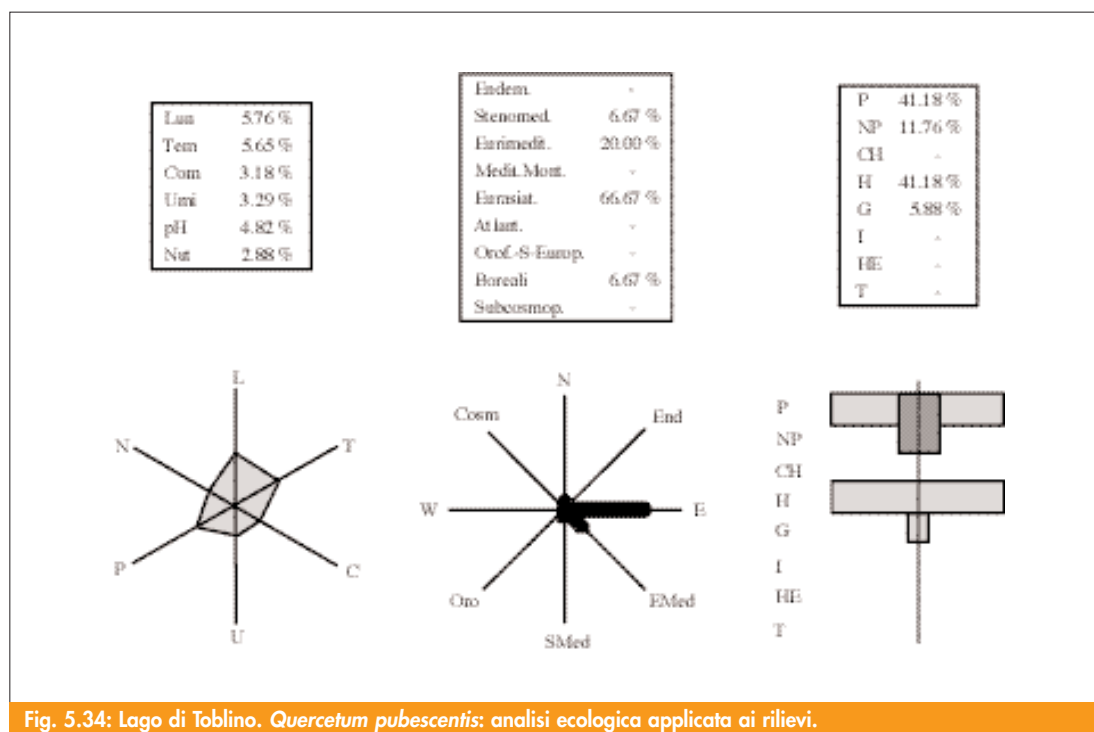 Lun 5.76 %
Tem 5.65 %
Com 3.18 %
Umi 3.29 %
pH 4.82 %
Nut 2.88 %
Endem. -
Stenomed. 6.67 %
Eurimedit. 20.00 %
Medit. Mont. -
Eurasiat. 66.67 %
Atlant. -
Orof.-S-Europ. -
Boreali 6.67 %
Subcosmop. -
P 41.18 %
NP 11.76 %
CH -
H 41.18 %
G 5.88 %
I -
HE -
T -
L
T
C
U
P
N
N
End
E
EMed
SMed
Oro
W
Cosm
P
NP
CH
H
G
I
HE
T
Fig. 5.34: Lago di Toblino. Quercetum pubescentis: analisi ecologica applicata ai rilievi.